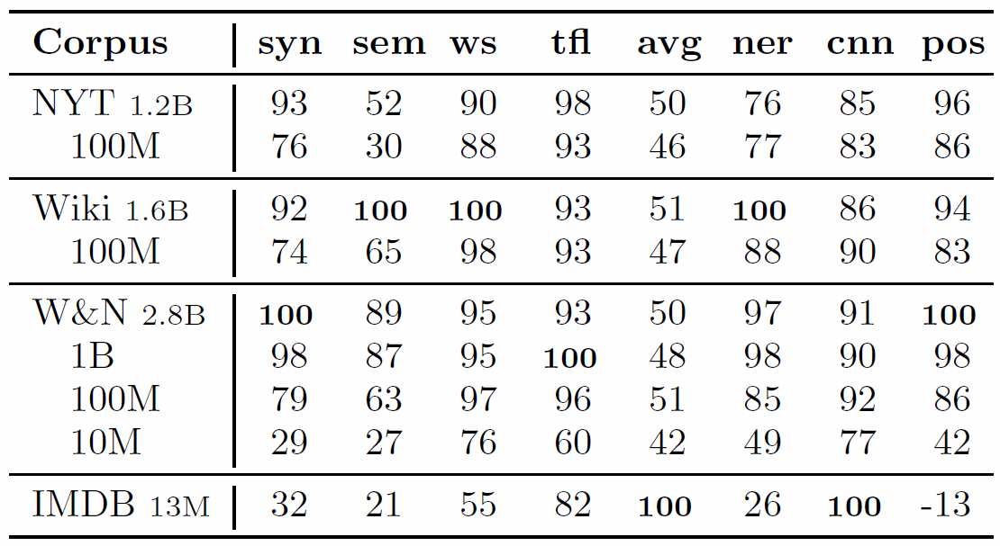 Corpus syn sem ws tfl avg ner cnn pos
NYT 1.2B 93 52 90 98 50 76 85 96
100M 76 30 88 93 46 77 83 86
Wiki 1.6B 92 100 100 93 51 100 86 94
100M 74 65 98 93 47 88 90 83
W&N 2.8B 100 89 95 93 50 97 91 100
1B 98 87 95 100 48 98 90 98
100M 79 63 97 96 51 85 92 86
10M 29 27 76 60 42 49 77 42
IMDB 13M 32 21 55 82 100 26 100 -13